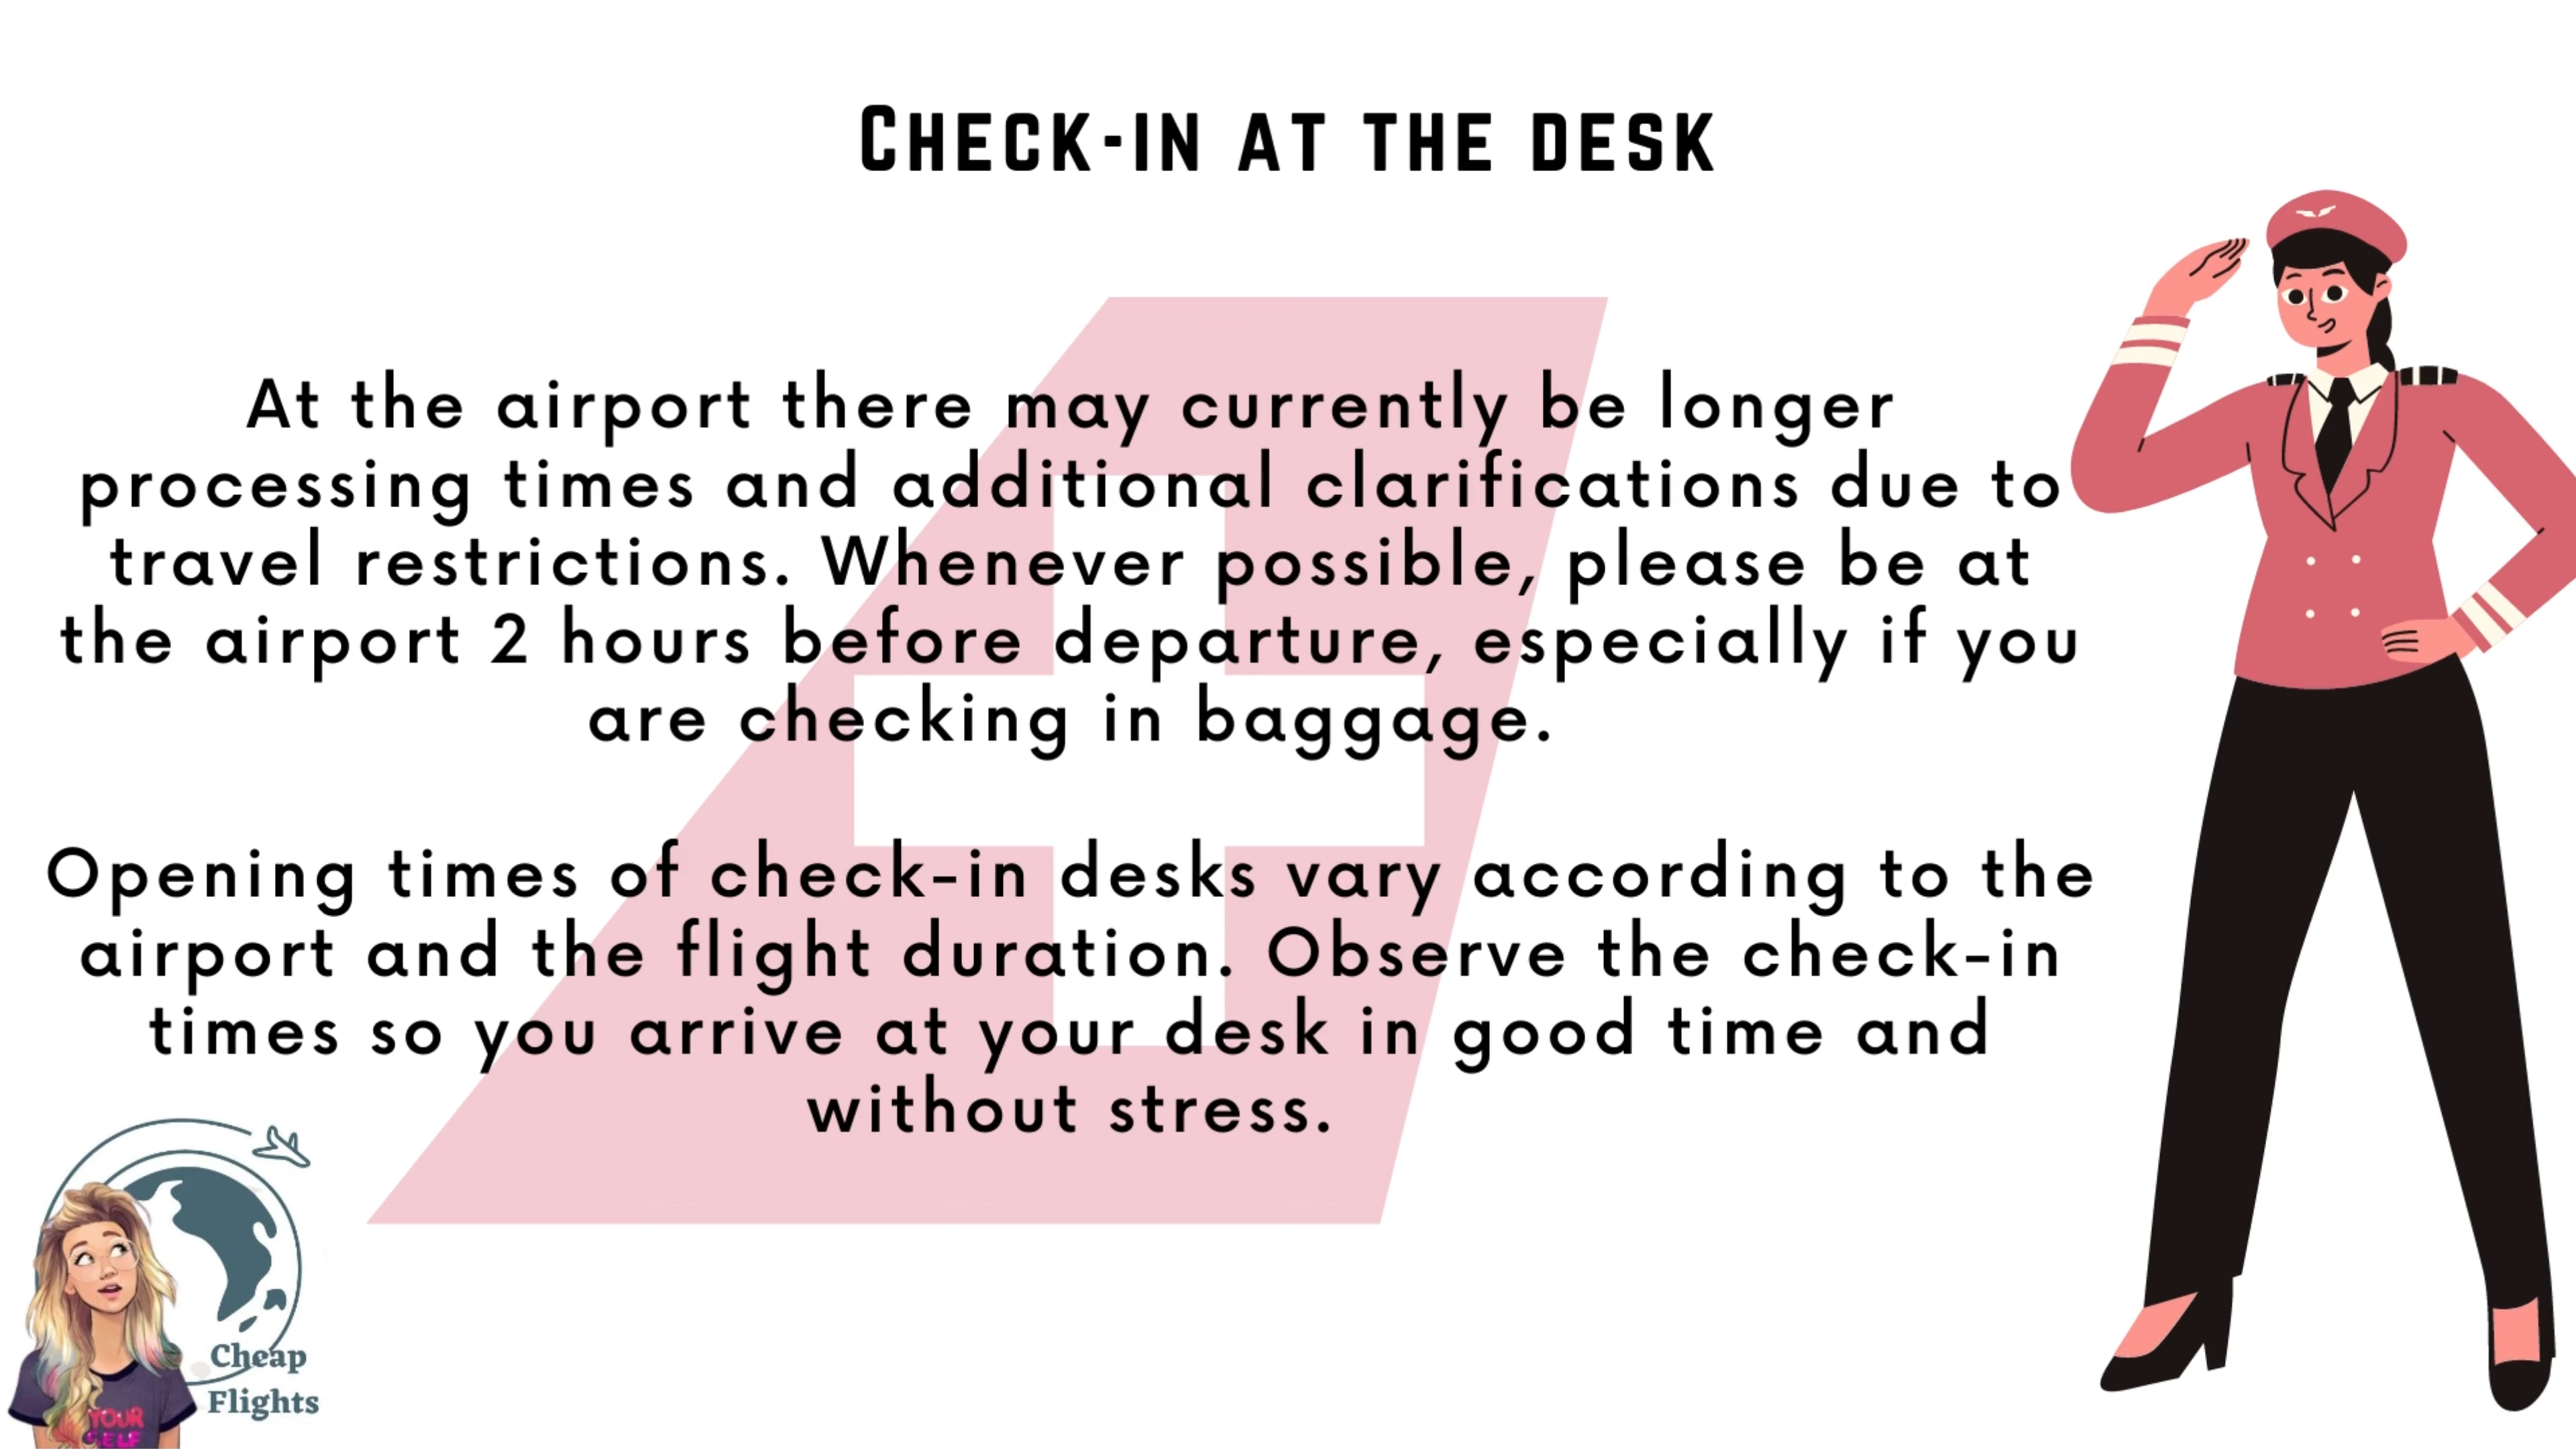 Check-in at the desk
At the airport there may currently be longer
processing times and additional clarifications due to
travel restrictions. Whenever possible, please be at
the airport 2 hours before departure, especially if you
are checking in baggage.
Opening times of check-in desks vary according to the
airport and the flight duration. Observe the check-in
times so you arrive at your desk in good time and
without stress.
Cheap
Flights
YOUR
SELF